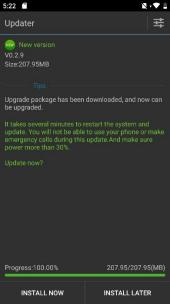 5:22
Updater
New version
V0.2.9
Size:207.95MB
Tips
Upgrade package has been downloaded, and now can
be upgraded.
It takes several minutes to restart the system and
update. You will not be able to use your phone or make
emergency calls during this update.And make sure
power more than 30%.
Update now?
Progress:100.00% 207.95/207.95(MB)
INSTALL NOW INSTALL LATER